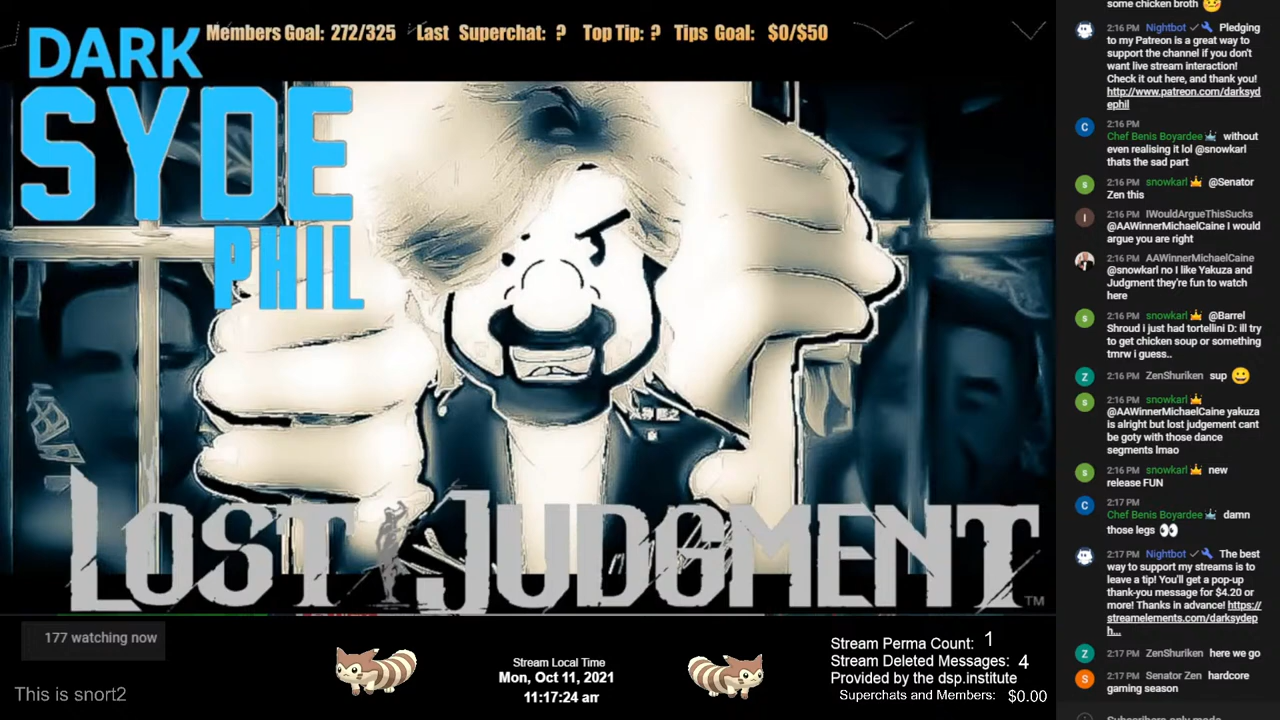 Members Goal: 272/325 Last Superchat: ? Top Tip: ? Tips Goal: $0/$50
DARK
SYDE
PHIL
LOST JUDGMENT™
177 watching now
This is snort2
Stream Local Time
Mon, Oct 11, 2021
11:17:24 am
Stream Perma Count: 1
Stream Deleted Messages: 4
Provided by the dsp.institute
Superchats and Members: $0.00
some chicken broth
2:16 PM Nightbot Pledging
to my Patreon is a great way to
support the channel if you don't
want live stream interaction!
Check it out here, and thank you!
http://www.patreon.com/darksyd
ephil
2:16 PM
Chef Benis Boyardee without
even realising it lol @snowkarl
thats the sad part
2:16 PM snowkarl @Senator
Zen this
2:16 PM IWouldArgueThisSucks
@AAWinnerMichaelCaine I would
argue you are right
2:16 PM AAWinnerMichaelCaine
@snowkarl no I like Yakuza and
Judgment they're fun to watch
here
2:16 PM snowkarl @Barrel
Shroud i just had tortellini D: ill try
to get chicken soup or something
tmrw i guess..
2:16 PM ZenShuriken sup 😀
2:16 PM snowkarl
@AAWinnerMichaelCaine yakuza
is alright but lost judgement cant
be goty with those dance
segments lmao
2:16 PM snowkarl new
release FUN
2:17 PM
Chef Benis Boyardee damn
those legs 👀
2:17 PM Nightbot The best
way to support my streams is to
leave a tip! You'll get a pop-up
thank-you message for $4.20 or
more! Thanks in advance! https://
streamelements.com/darksydep
h...
2:17 PM ZenShuriken here we
go
2:17 PM Senator Zen hardcore
gaming season